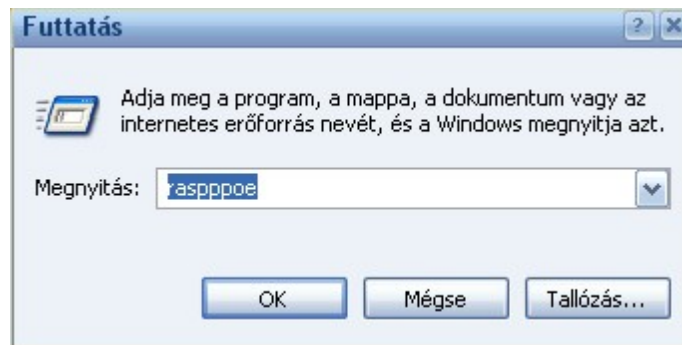 Futtatás
Adja meg a program, a mappa, a dokumentum vagy az
internetes erőforrás nevét, és a Windows megnyitja azt.
Megnyitás: raspppoe
OK Mégse Tallózás...